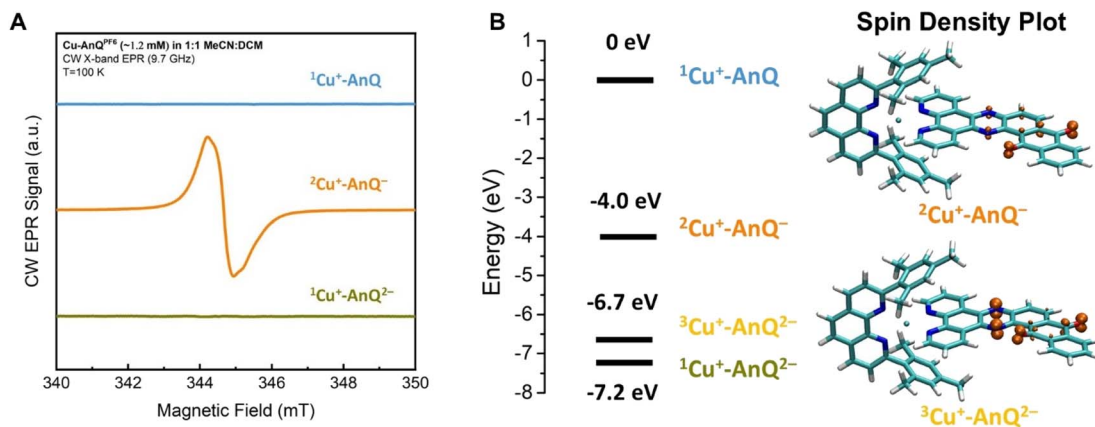 A
Cu-AnQᴾᶠ⁶ (~1.2 mM) in 1:1 MeCN:DCM
CW X-band EPR (9.7 GHz)
T=100 K
¹Cu⁺-AnQ
²Cu⁺-AnQ⁻
¹Cu⁺-AnQ²⁻
CW EPR Signal (a.u.)
340 342 344 346 348 350
Magnetic Field (mT)
B
Spin Density Plot
Energy (eV)
1
0
-1
-2
-3
-4
-5
-6
-7
-8
0 eV
¹Cu⁺-AnQ
-4.0 eV
²Cu⁺-AnQ⁻
-6.7 eV
³Cu⁺-AnQ²⁻
¹Cu⁺-AnQ²⁻
-7.2 eV
²Cu⁺-AnQ⁻
³Cu⁺-AnQ²⁻